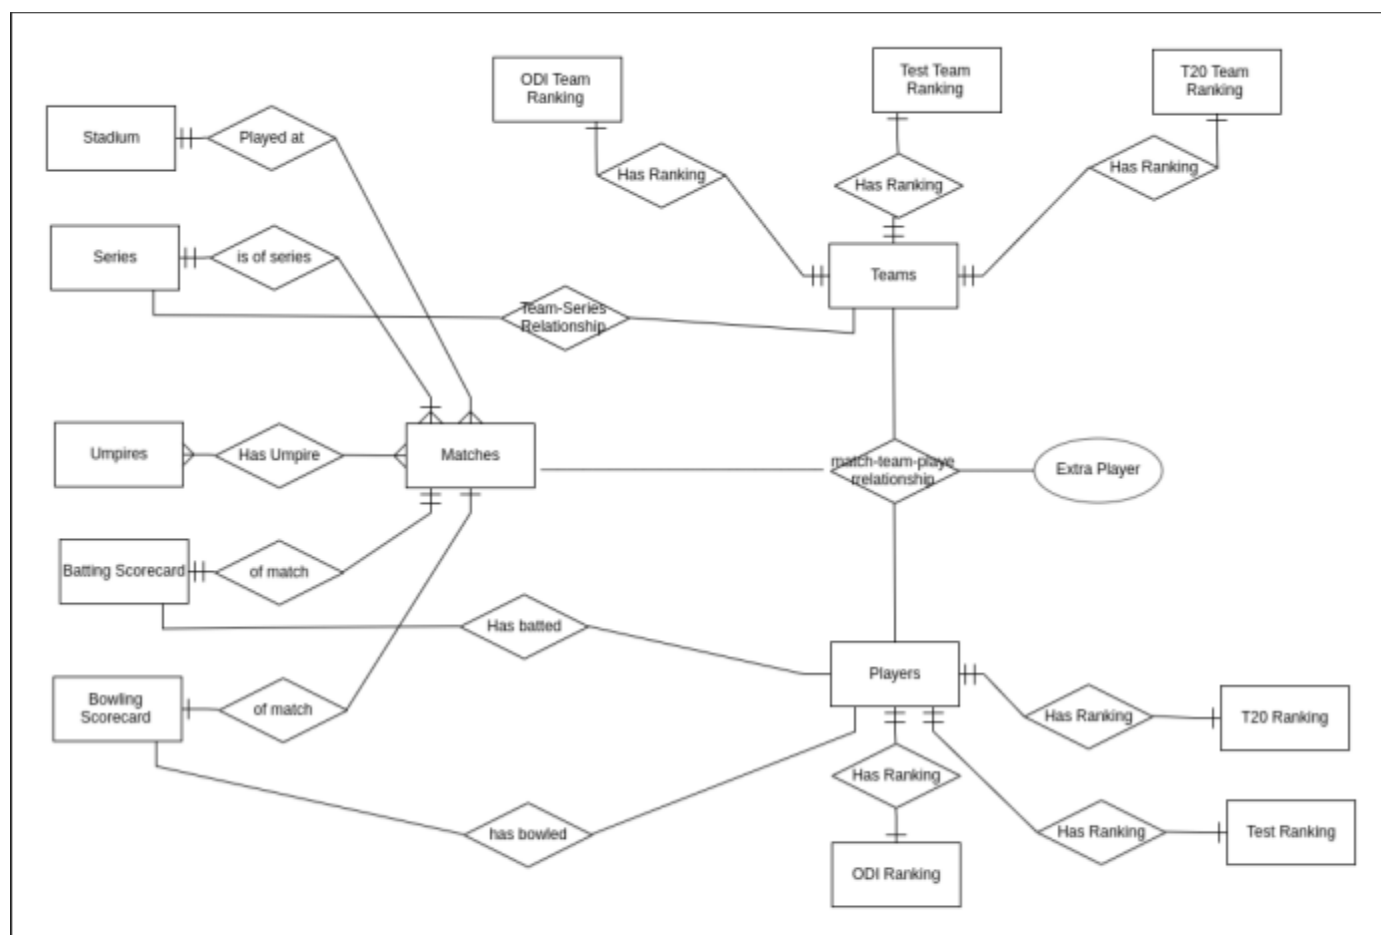 ODI Team
Ranking
Test Team
Ranking
T20 Team
Ranking
Stadium
Played at
Has Ranking
Has Ranking
Has Ranking
Series
is of series
Teams
Team-Series
Relationship
Umpires
Has Umpire
Matches
match-team-playe
rrelationship
Extra Player
Batting Scorecard
of match
Has batted
Players
Bowling
Scorecard
of match
Has Ranking
T20 Ranking
Has Ranking
has bowled
Has Ranking
Test Ranking
ODI Ranking